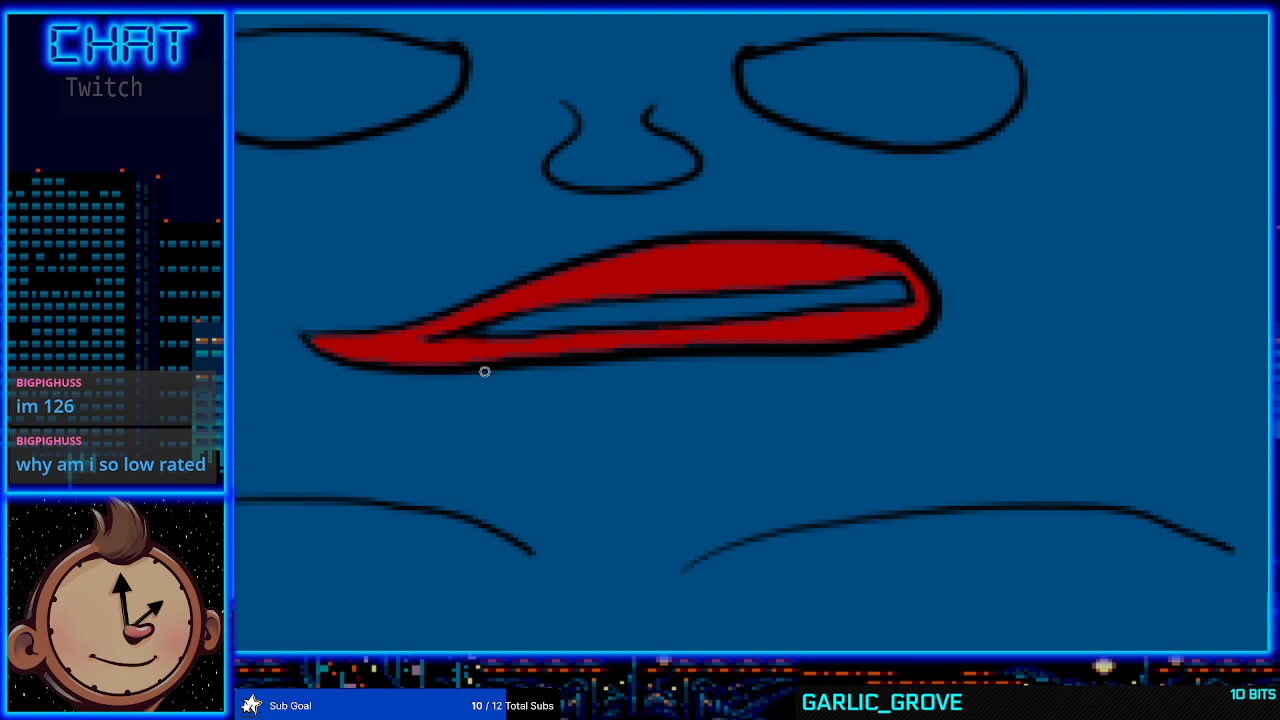 CHAT
Twitch
BIGPIGHUSS
im 126
BIGPIGHUSS
why am i so low rated
Sub Goal
10 / 12 Total Subs
GARLIC_GROVE
10 BITS